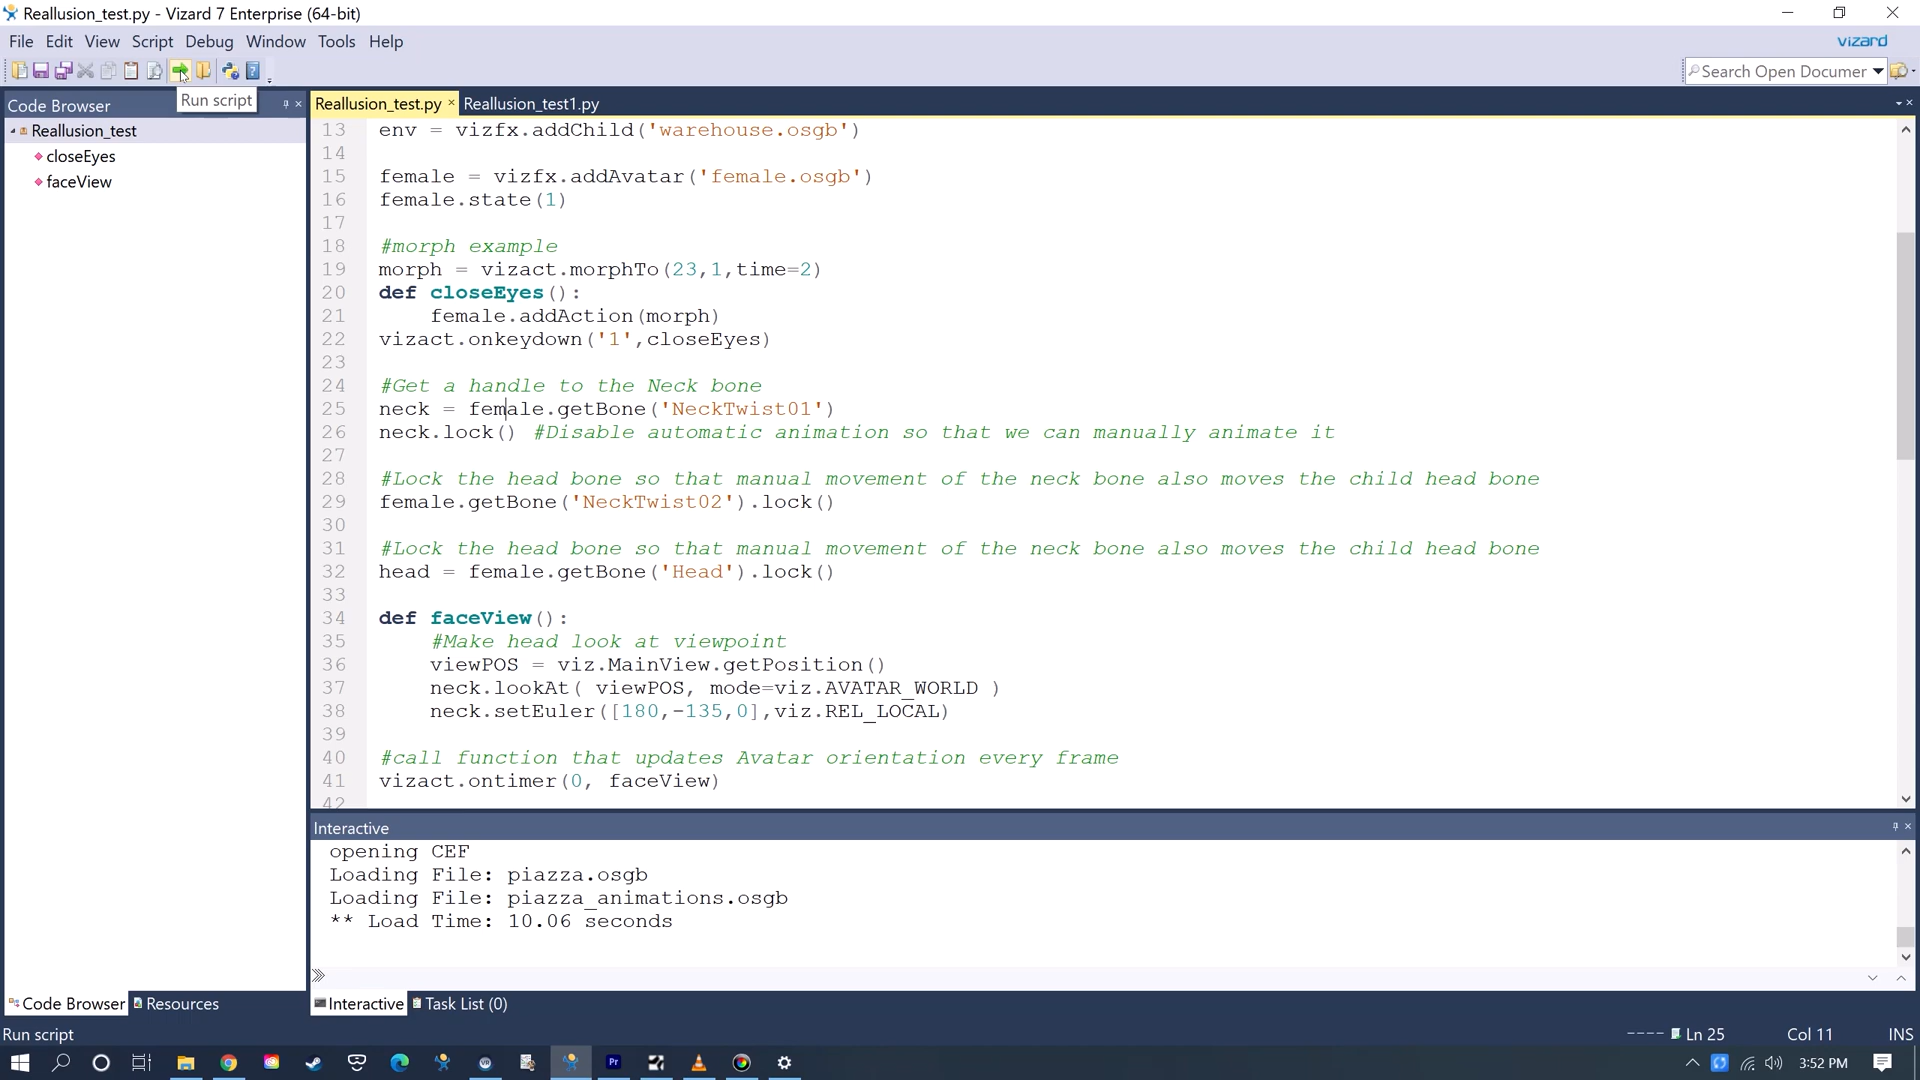 Reallusion_test.py - Vizard 7 Enterprise (64-bit)
File Edit View Script Debug Window Tools Help
vizard
Search Open Documer
Run script
Code Browser
Reallusion_test
closeEyes
faceView
Reallusion_test.py Reallusion_test1.py
13 env = vizfx.addChild('warehouse.osgb')
14
15 female = vizfx.addAvatar('female.osgb')
16 female.state(1)
17
18 #morph example
19 morph = vizact.morphTo(23,1,time=2)
20 def closeEyes():
21 female.addAction(morph)
22 vizact.onkeydown('1',closeEyes)
23
24 #Get a handle to the Neck bone
25 neck = female.getBone('NeckTwist01')
26 neck.lock() #Disable automatic animation so that we can manually animate it
27
28 #Lock the head bone so that manual movement of the neck bone also moves the child head bone
29 female.getBone('NeckTwist02').lock()
30
31 #Lock the head bone so that manual movement of the neck bone also moves the child head bone
32 head = female.getBone('Head').lock()
33
34 def faceView():
35 #Make head look at viewpoint
36 viewPOS = viz.MainView.getPosition()
37 neck.lookAt( viewPOS, mode=viz.AVATAR_WORLD )
38 neck.setEuler([180,-135,0],viz.REL_LOCAL)
39
40 #call function that updates Avatar orientation every frame
41 vizact.ontimer(0, faceView)
42
Interactive
opening CEF
Loading File: piazza.osgb
Loading File: piazza_animations.osgb
** Load Time: 10.06 seconds
Code Browser Resources
Interactive Task List (0)
Run script
Ln 25 Col 11 INS
Pr
3:52 PM